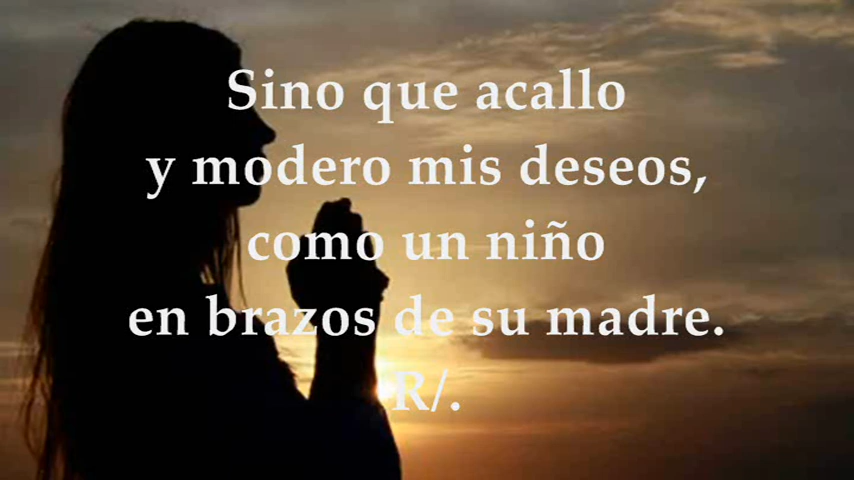 Sino que acallo
y modero mis deseos,
como un niño
en brazos de su madre.
R/.